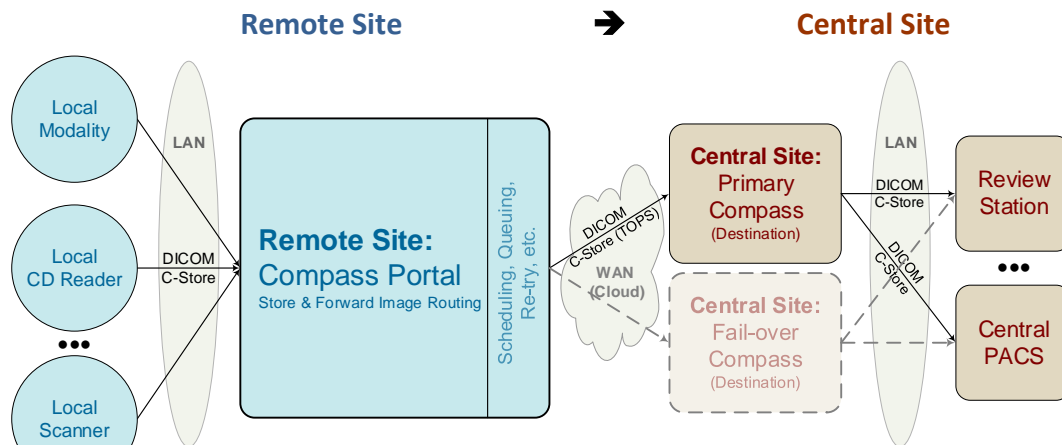 Remote Site
➔
Central Site
Local
Modality
LAN
Local
CD Reader
DICOM
C-Store
•••
Local
Scanner
Remote Site:
Compass Portal
Store & Forward Image Routing
Scheduling, Queuing,
Re-try, etc.
DICOM
C-Store (TOPS)
WAN
(Cloud)
Central Site:
Primary
Compass
(Destination)
Central Site:
Fail-over
Compass
(Destination)
LAN
DICOM
C-Store
DICOM
C-Store
Review
Station
•••
Central
PACS